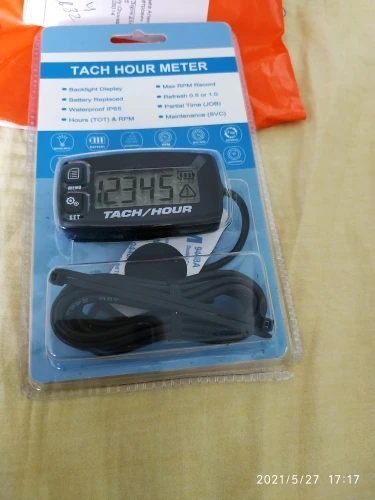 TACH HOUR METER
Backlight Display
Battery Replaced
Waterproof IP65
Hours (TOT) & RPM
Max RPM Record
Refresh 0.5 or 1.0
Partial Time (JOB)
Maintenance (SVC)
MENU
12345
SET
TACH/HOUR
2021/5/27 17:17